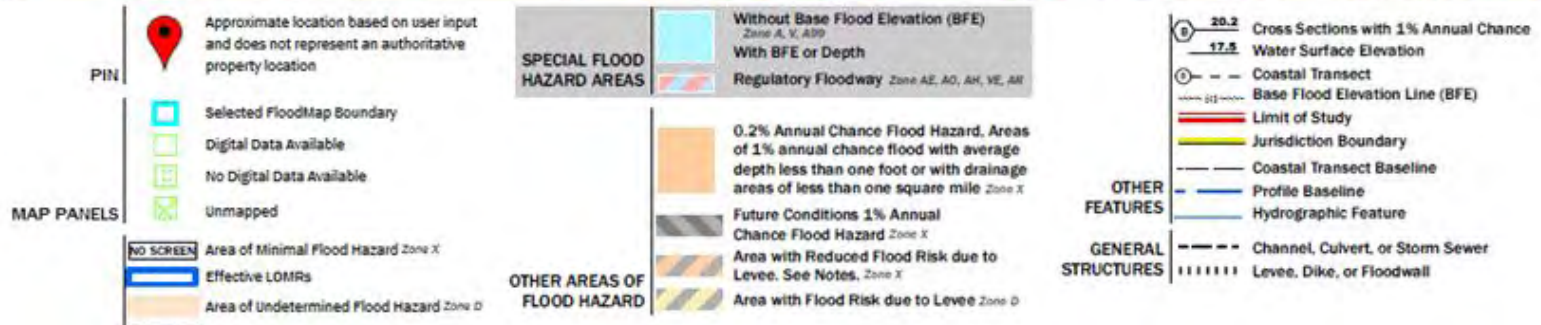 PIN
Approximate location based on user input
and does not represent an authoritative
property location
MAP PANELS
Selected FloodMap Boundary
Digital Data Available
No Digital Data Available
Unmapped
NO SCREEN Area of Minimal Flood Hazard Zone X
Effective LOMRs
Area of Undetermined Flood Hazard Zone D
SPECIAL FLOOD
HAZARD AREAS
Without Base Flood Elevation (BFE)
Zone A, V, A99
With BFE or Depth
Regulatory Floodway Zone AE, AO, AH, VE, AR
OTHER AREAS OF
FLOOD HAZARD
0.2% Annual Chance Flood Hazard, Areas
of 1% annual chance flood with average
depth less than one foot or with drainage
areas of less than one square mile Zone X
Future Conditions 1% Annual
Chance Flood Hazard Zone X
Area with Reduced Flood Risk due to
Levee. See Notes. Zone X
Area with Flood Risk due to Levee Zone D
OTHER
FEATURES
B 20.2 Cross Sections with 1% Annual Chance
17.5 Water Surface Elevation
Coastal Transect
Base Flood Elevation Line (BFE)
Limit of Study
Jurisdiction Boundary
Coastal Transect Baseline
Profile Baseline
Hydrographic Feature
GENERAL
STRUCTURES
Channel, Culvert, or Storm Sewer
Levee, Dike, or Floodwall